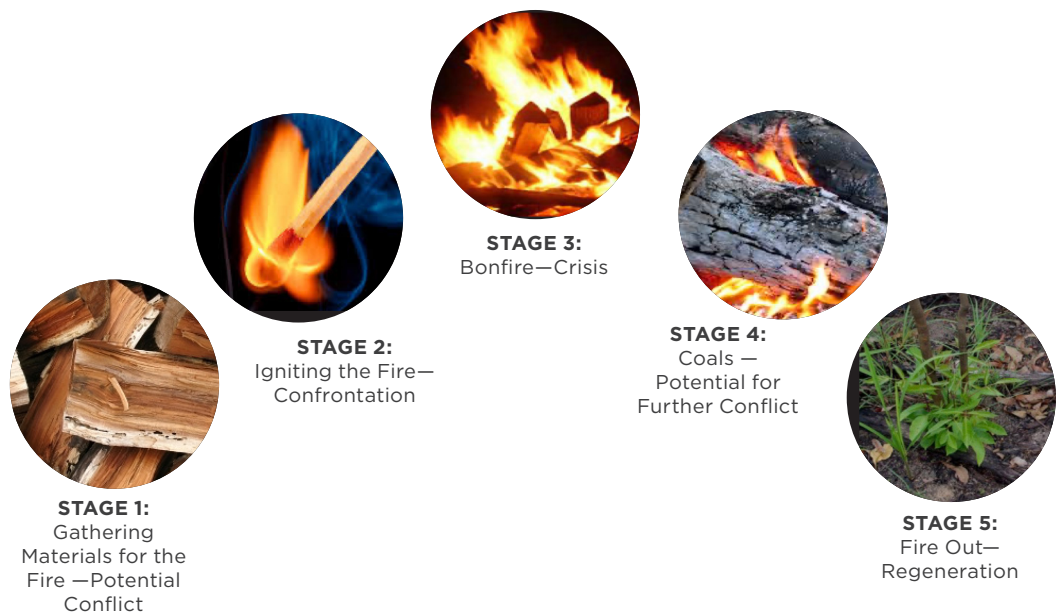 STAGE 1:
Gathering
Materials for the
Fire —Potential
Conflict
STAGE 2:
Igniting the Fire—
Confrontation
STAGE 3:
Bonfire—Crisis
STAGE 4:
Coals —
Potential for
Further Conflict
STAGE 5:
Fire Out—
Regeneration